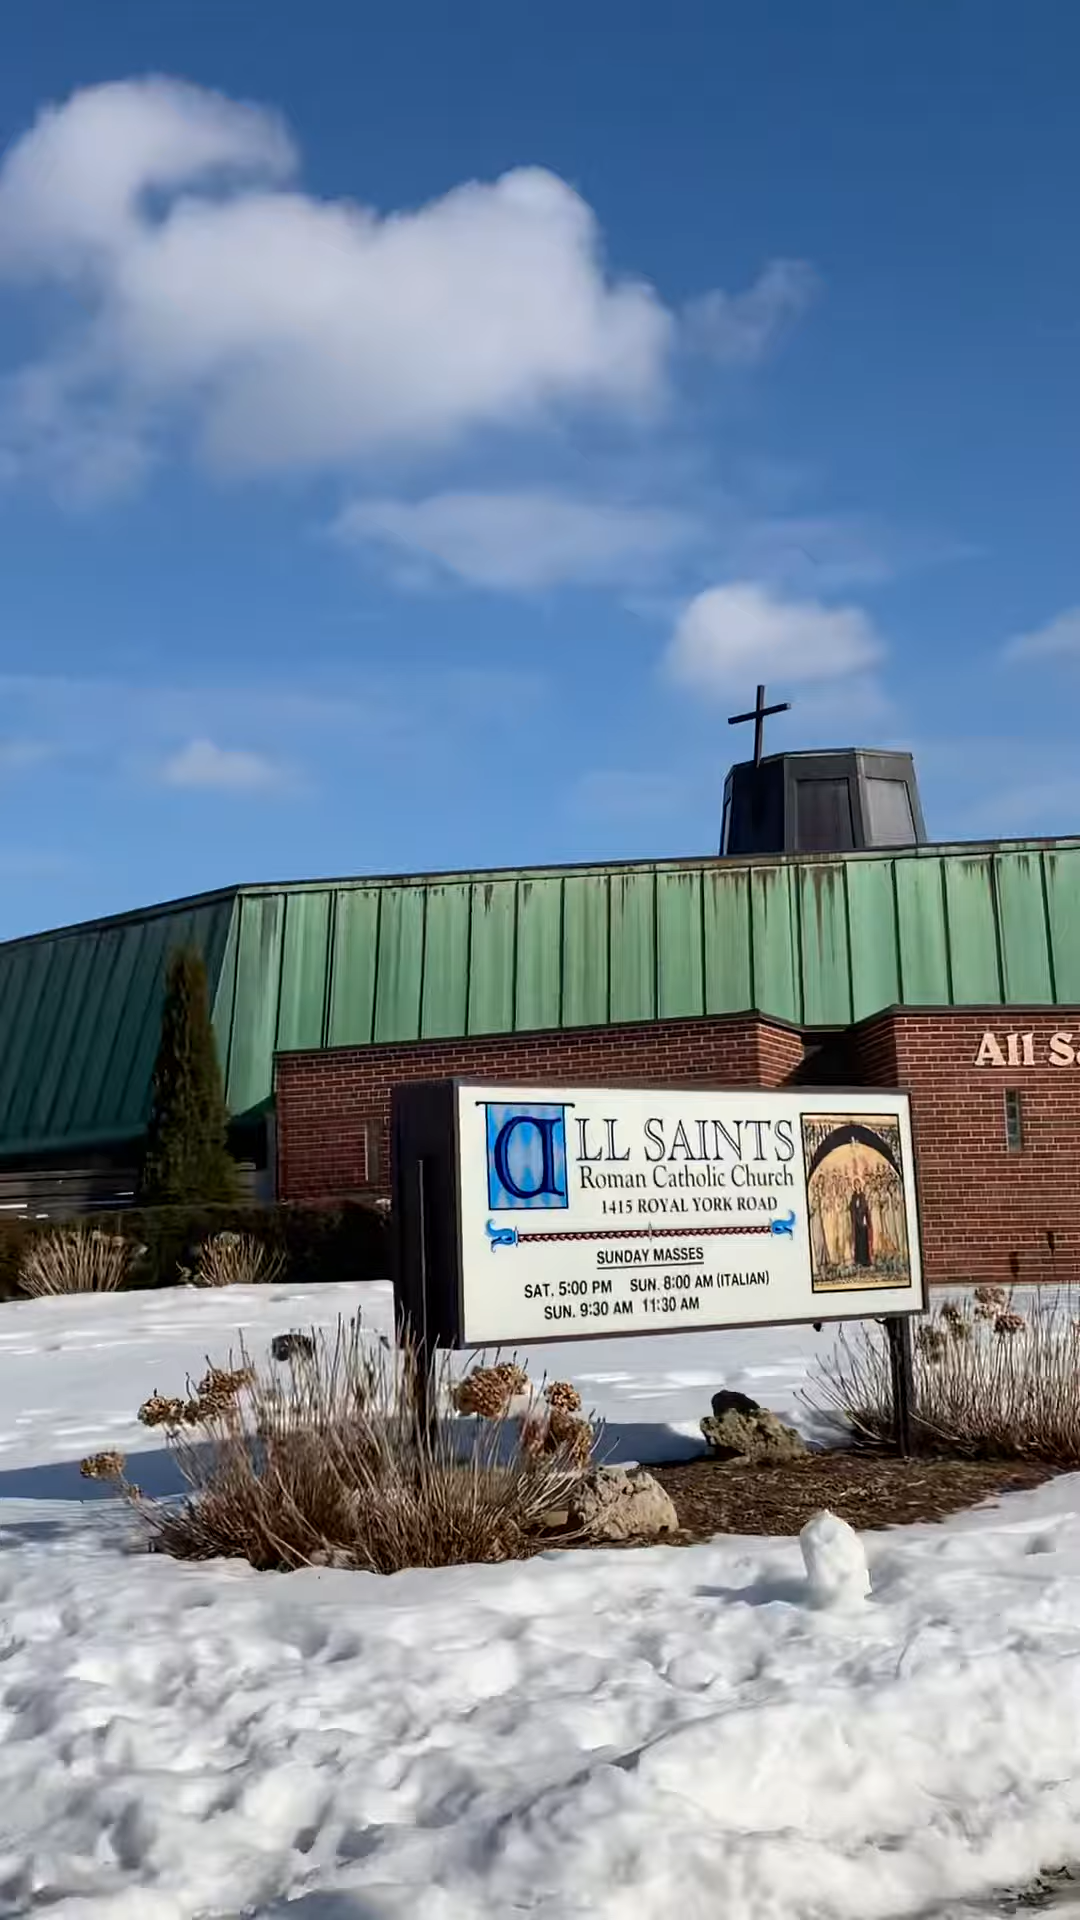 All S
ALL SAINTS
Roman Catholic Church
1415 ROYAL YORK ROAD
SUNDAY MASSES
SAT. 5:00 PM SUN. 8:00 AM (ITALIAN)
SUN. 9:30 AM 11:30 AM